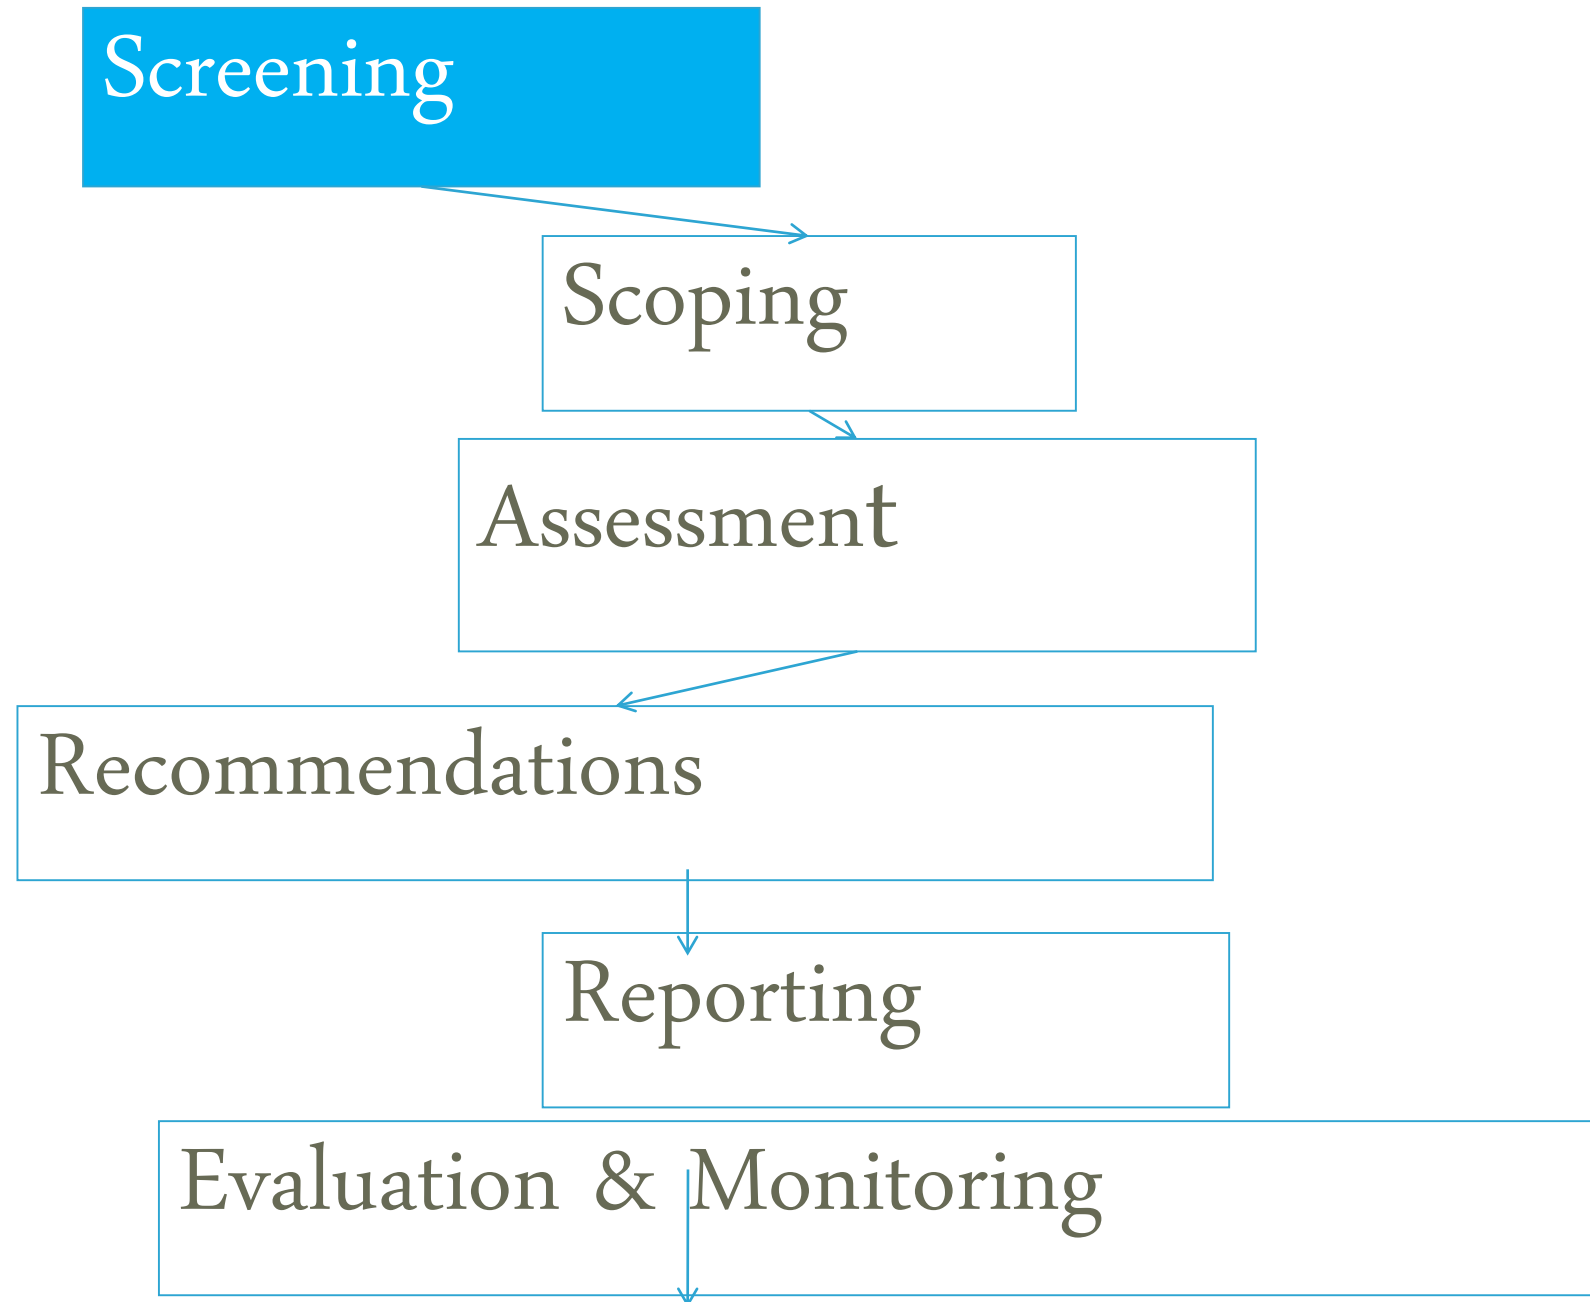 Screening
Scoping
Assessment
Recommendations
Reporting
Evaluation & Monitoring